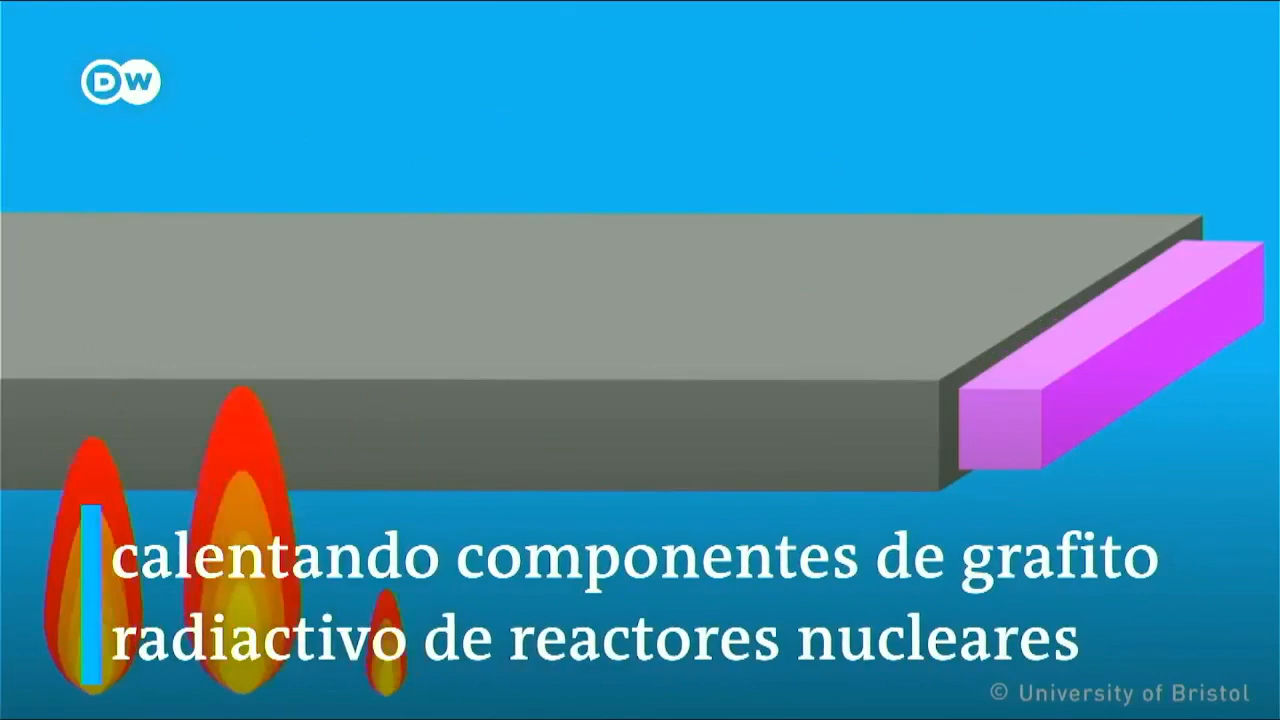 DW
calentando componentes de grafito
radiactivo de reactores nucleares
© University of Bristol